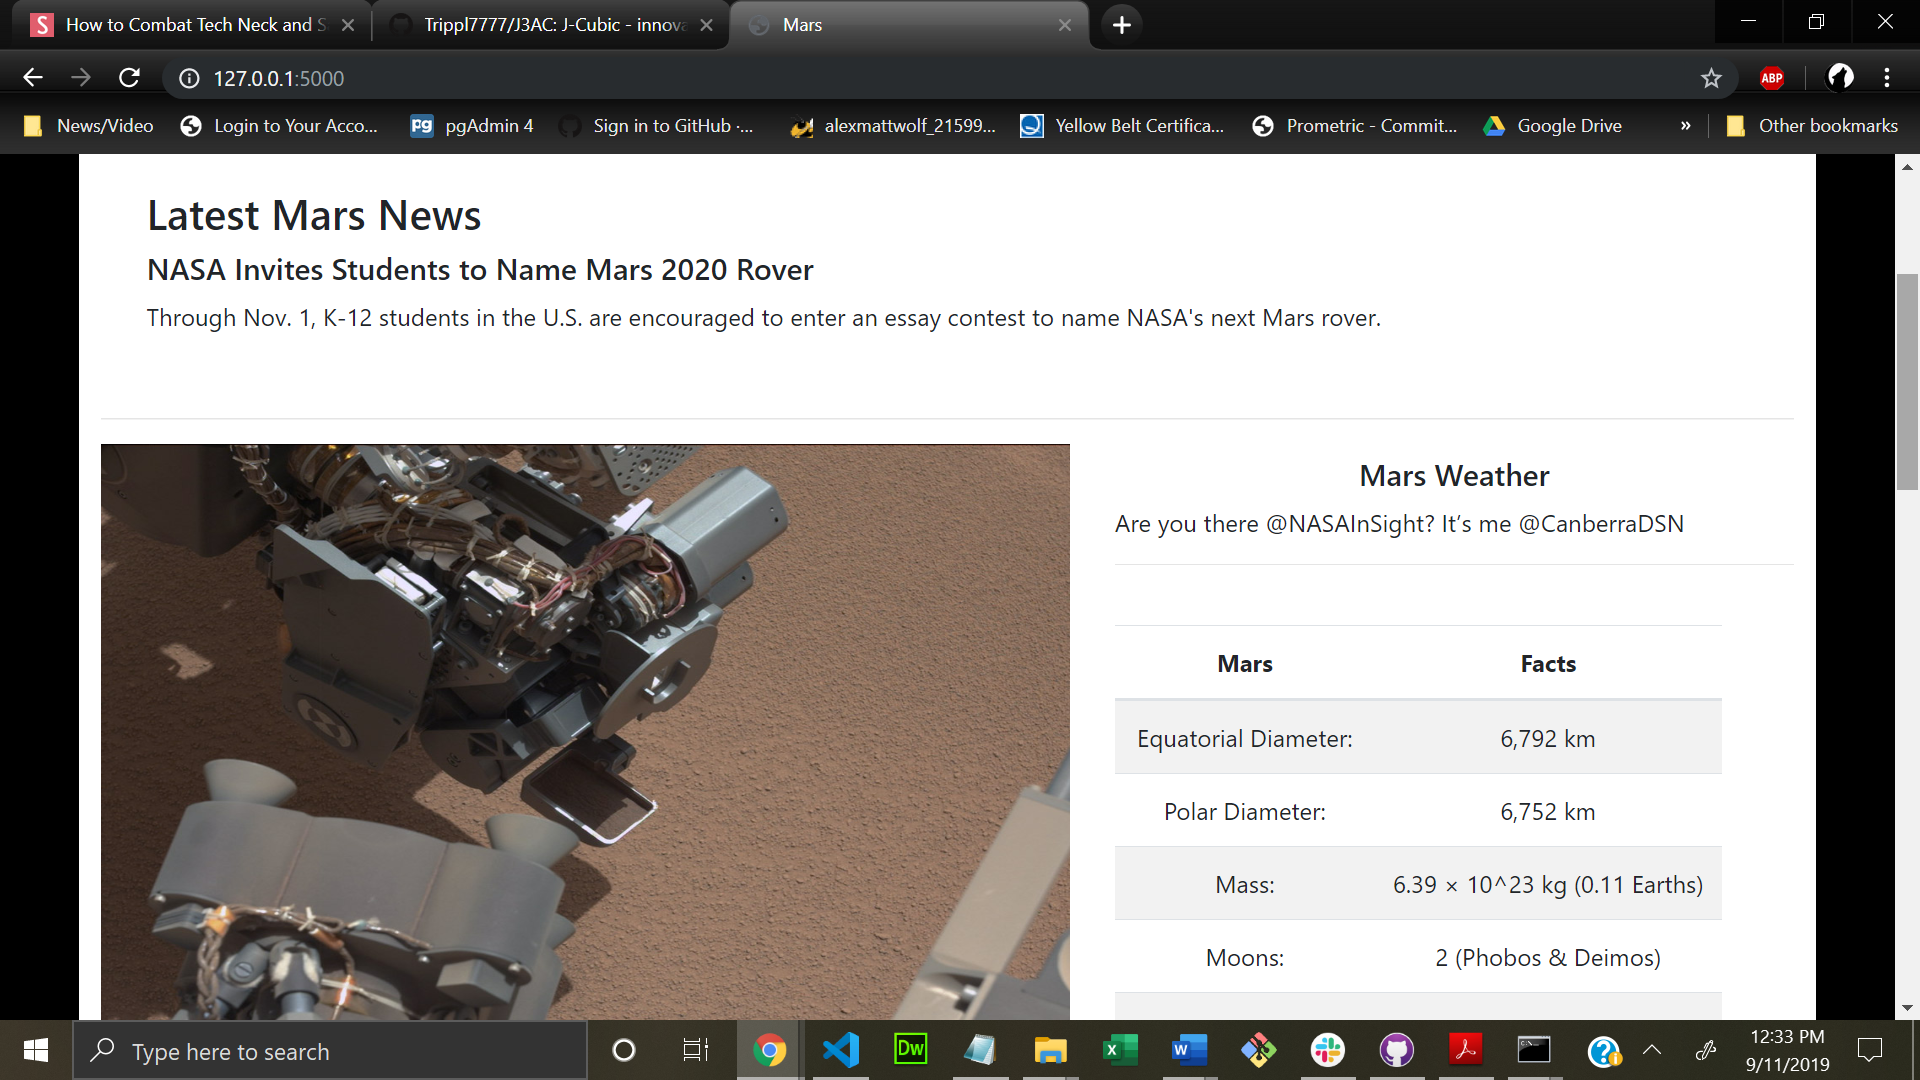 How to Combat Tech Neck and S
Trippl7777/J3AC: J-Cubic - innova
Mars
127.0.0.1:5000
ABP
News/Video
Login to Your Acco...
pgAdmin 4
Sign in to GitHub ·...
alexmattwolf_21599...
Yellow Belt Certifica...
Prometric - Commit...
Google Drive
»
Other bookmarks
Latest Mars News
NASA Invites Students to Name Mars 2020 Rover
Through Nov. 1, K-12 students in the U.S. are encouraged to enter an essay contest to name NASA's next Mars rover.
Mars Weather
Are you there @NASAInSight? It’s me @CanberraDSN
Mars Facts
Equatorial Diameter: 6,792 km
Polar Diameter: 6,752 km
Mass: 6.39 × 10^23 kg (0.11 Earths)
Moons: 2 (Phobos & Deimos)
Type here to search
Dw
12:33 PM
9/11/2019